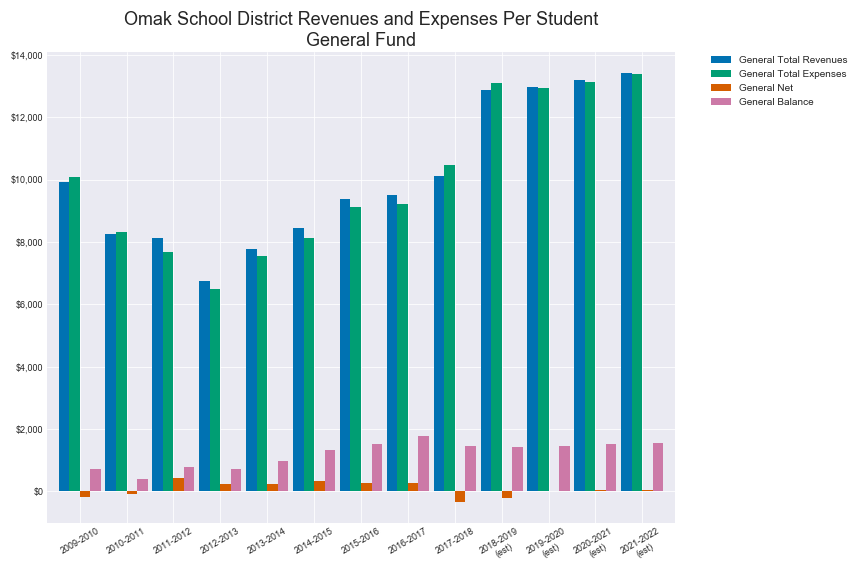 Omak School District Revenues and Expenses Per Student
General Fund
General Total Revenues
General Total Expenses
General Net
General Balance
$14,000
$12,000
$10,000
$8,000
$6,000
$4,000
$2,000
$0
2009-2010
2010-2011
2011-2012
2012-2013
2013-2014
2014-2015
2015-2016
2016-2017
2017-2018
2018-2019
(est)
2019-2020
(est)
2020-2021
(est)
2021-2022
(est)